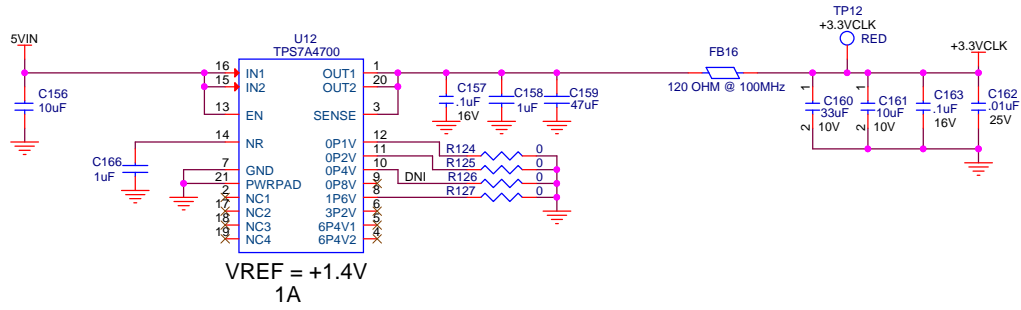 5VIN
C156
10uF
U12
TPS7A4700
16 IN1
15 IN2
13 EN
14 NR
7 GND
21 PWRPAD
2 NC1
17 NC2
18 NC3
19 NC4
OUT1 1
OUT2 20
SENSE 3
0P1V 12
0P2V 11
0P4V 10
0P8V 9
1P6V 8
3P2V 6
6P4V1 5
6P4V2 4
VREF = +1.4V
1A
C166
1uF
C157
.1uF
16V
C158
1uF
C159
47uF
R124 0
R125 0
DNI R126 0
R127 0
FB16
120 OHM @ 100MHz
TP12
+3.3VCLK
RED
+3.3VCLK
1
C160
33uF
2
10V
1
C161
10uF
2
10V
C163
.1uF
16V
C162
.01uF
25V